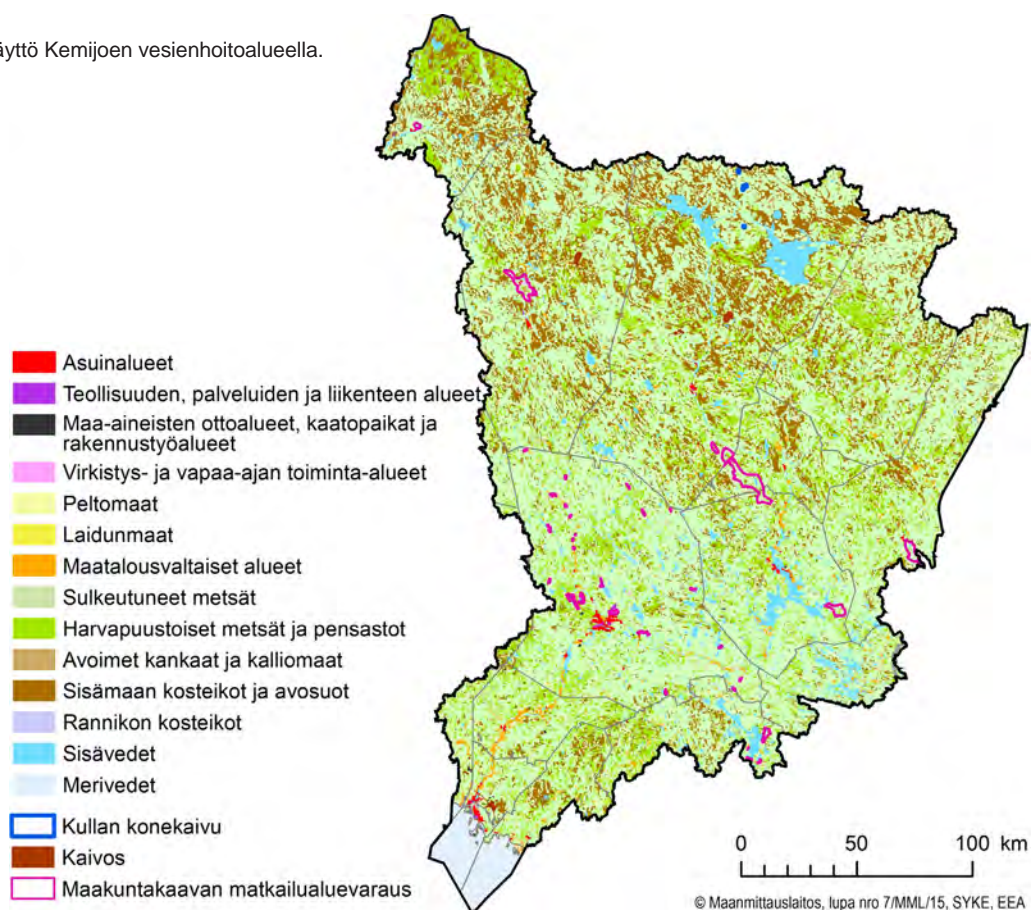 äyttö Kemijoen vesienhoitoalueella.
Asuinalueet
Teollisuuden, palveluiden ja liikenteen alueet
Maa-aineisten ottoalueet, kaatopaikat ja
rakennustyöalueet
Virkistys- ja vapaa-ajan toiminta-alueet
Peltomaat
Laidunmaat
Maatalousvaltaiset alueet
Sulkeutuneet metsät
Harvapuustoiset metsät ja pensastot
Avoimet kankaat ja kalliomaat
Sisämaan kosteikot ja avosuot
Rannikon kosteikot
Sisävedet
Merivedet
Kullan konekaivu
Kaivos
Maakuntakaavan matkailualuevaraus
0 50 100 km
© Maanmittauslaitos, lupa nro 7/MML/15, SYKE, EEA